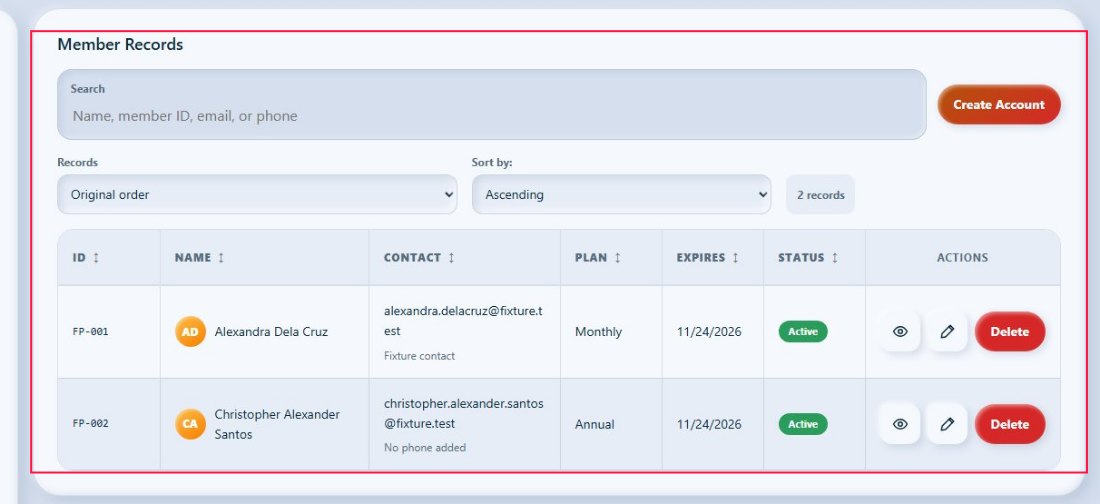 Member Records
Search
Name, member ID, email, or phone
Create Account
Records
Sort by:
Original order
Ascending
2 records
ID ↕ NAME ↕ CONTACT ↕ PLAN ↕ EXPIRES ↕ STATUS ↕ ACTIONS
FP-001
AD
Alexandra Dela Cruz
alexandra.delacruz@fixture.t
est
Fixture contact
Monthly
11/24/2026
Active
Delete
FP-002
CA
Christopher Alexander
Santos
christopher.alexander.santos
@fixture.test
No phone added
Annual
11/24/2026
Active
Delete